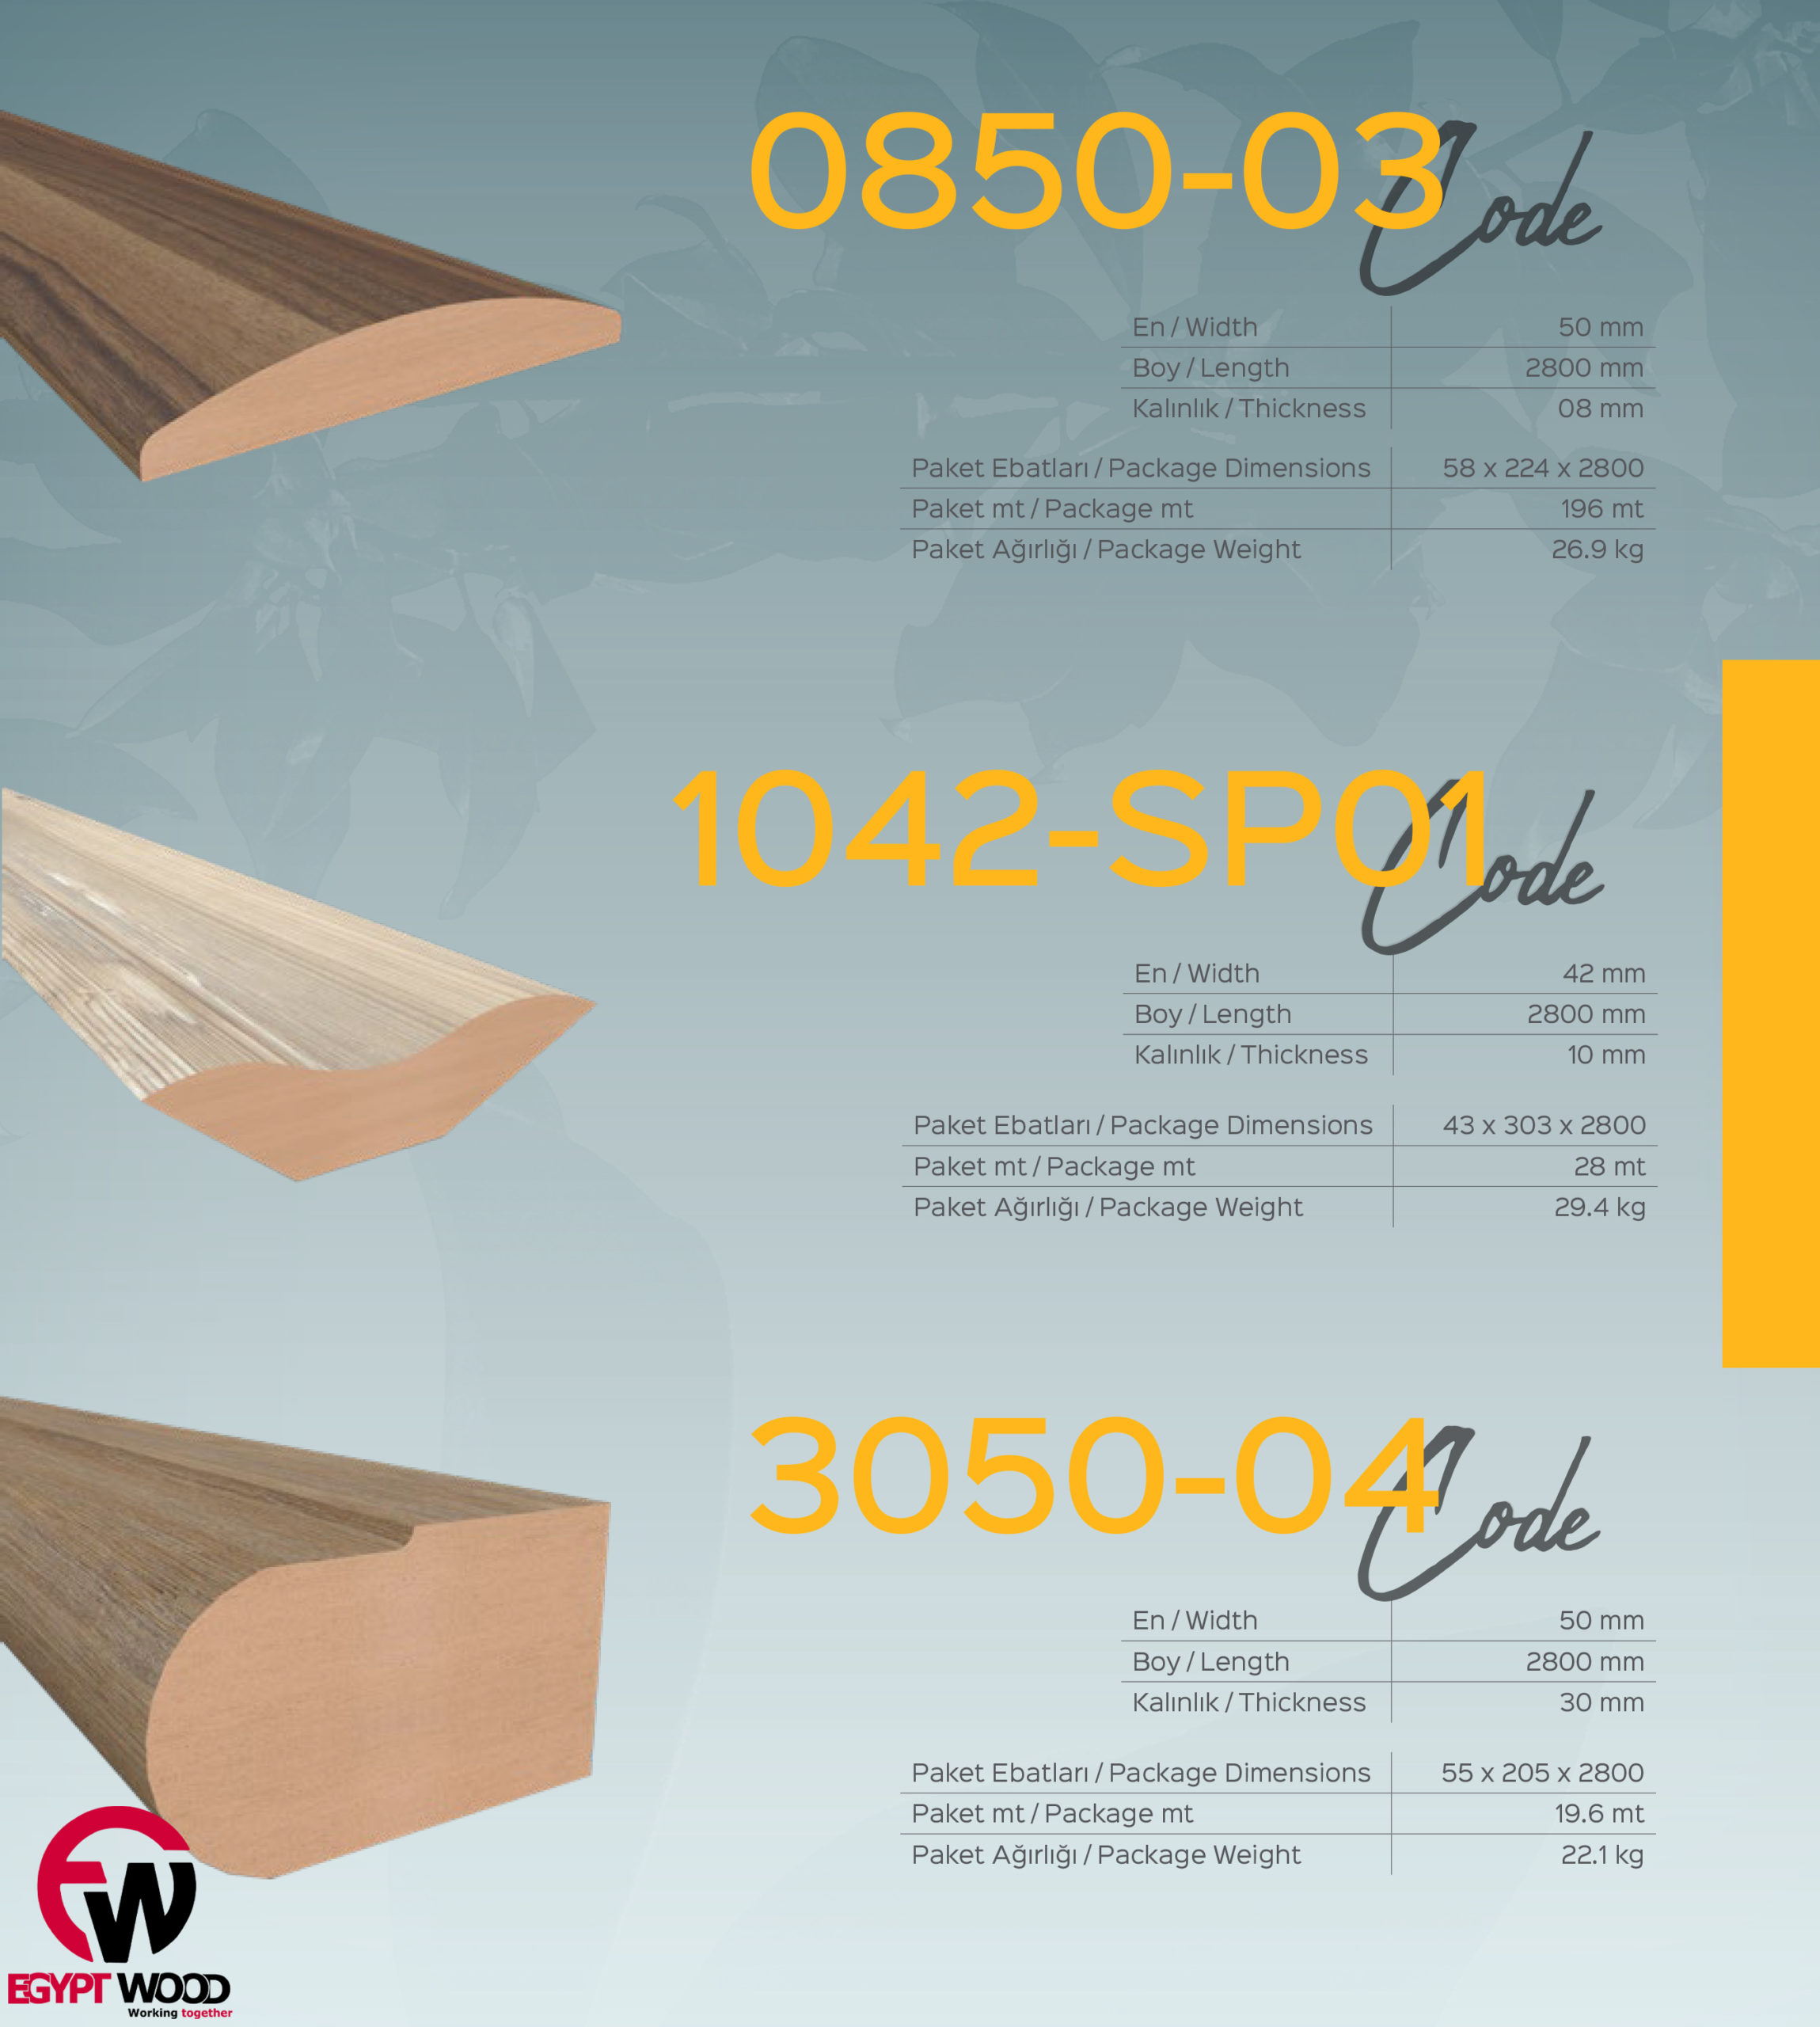 0850-03
Code
En / Width 50 mm
Boy / Length 2800 mm
Kalınlık / Thickness 08 mm
Paket Ebatları / Package Dimensions 58 x 224 x 2800
Paket mt / Package mt 196 mt
Paket Ağırlığı / Package Weight 26.9 kg
1042-SP01
Code
En / Width 42 mm
Boy / Length 2800 mm
Kalınlık / Thickness 10 mm
Paket Ebatları / Package Dimensions 43 x 303 x 2800
Paket mt / Package mt 28 mt
Paket Ağırlığı / Package Weight 29.4 kg
3050-04
Code
En / Width 50 mm
Boy / Length 2800 mm
Kalınlık / Thickness 30 mm
Paket Ebatları / Package Dimensions 55 x 205 x 2800
Paket mt / Package mt 19.6 mt
Paket Ağırlığı / Package Weight 22.1 kg
EW
EGYPT WOOD
Working together